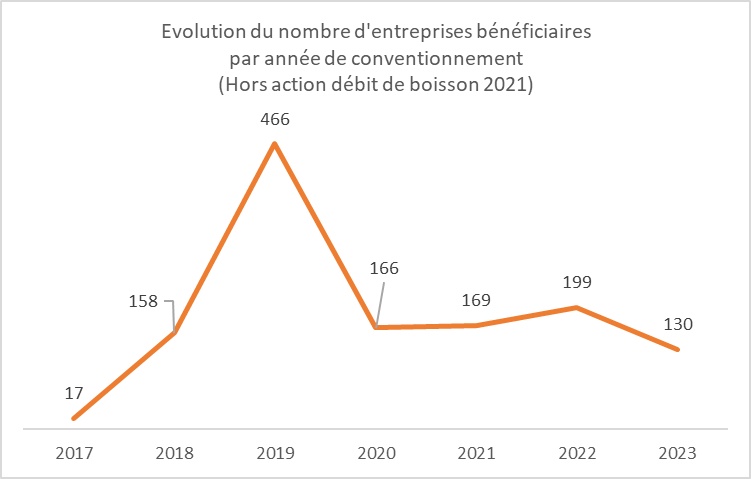 Evolution du nombre d'entreprises bénéficiaires
par année de conventionnement
(Hors action débit de boisson 2021)
466
158
166
169
199
130
17
2017 2018 2019 2020 2021 2022 2023